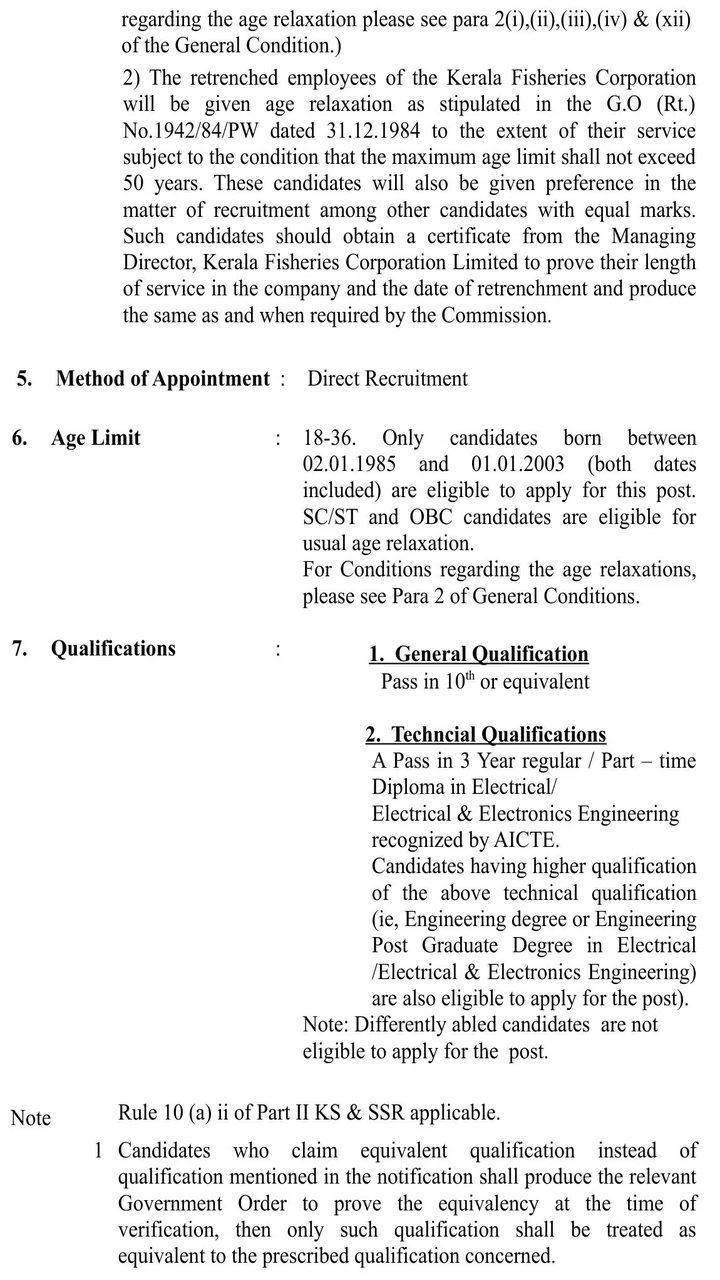 regarding the age relaxation please see para 2(i),(ii),(iii),(iv) & (xii)
of the General Condition.)
2) The retrenched employees of the Kerala Fisheries Corporation
will be given age relaxation as stipulated in the G.O (Rt.)
No.1942/84/PW dated 31.12.1984 to the extent of their service
subject to the condition that the maximum age limit shall not exceed
50 years. These candidates will also be given preference in the
matter of recruitment among other candidates with equal marks.
Such candidates should obtain a certificate from the Managing
Director, Kerala Fisheries Corporation Limited to prove their length
of service in the company and the date of retrenchment and produce
the same as and when required by the Commission.
5. Method of Appointment : Direct Recruitment
6. Age Limit : 18-36. Only candidates born between
02.01.1985 and 01.01.2003 (both dates
included) are eligible to apply for this post.
SC/ST and OBC candidates are eligible for
usual age relaxation.
For Conditions regarding the age relaxations,
please see Para 2 of General Conditions.
7. Qualifications : 1. General Qualification
Pass in 10th or equivalent
2. Techncial Qualifications
A Pass in 3 Year regular / Part – time
Diploma in Electrical/
Electrical & Electronics Engineering
recognized by AICTE.
Candidates having higher qualification
of the above technical qualification
(ie, Engineering degree or Engineering
Post Graduate Degree in Electrical
/Electrical & Electronics Engineering)
are also eligible to apply for the post).
Note: Differently abled candidates are not
eligible to apply for the post.
Note Rule 10 (a) ii of Part II KS & SSR applicable.
1 Candidates who claim equivalent qualification instead of
qualification mentioned in the notification shall produce the relevant
Government Order to prove the equivalency at the time of
verification, then only such qualification shall be treated as
equivalent to the prescribed qualification concerned.